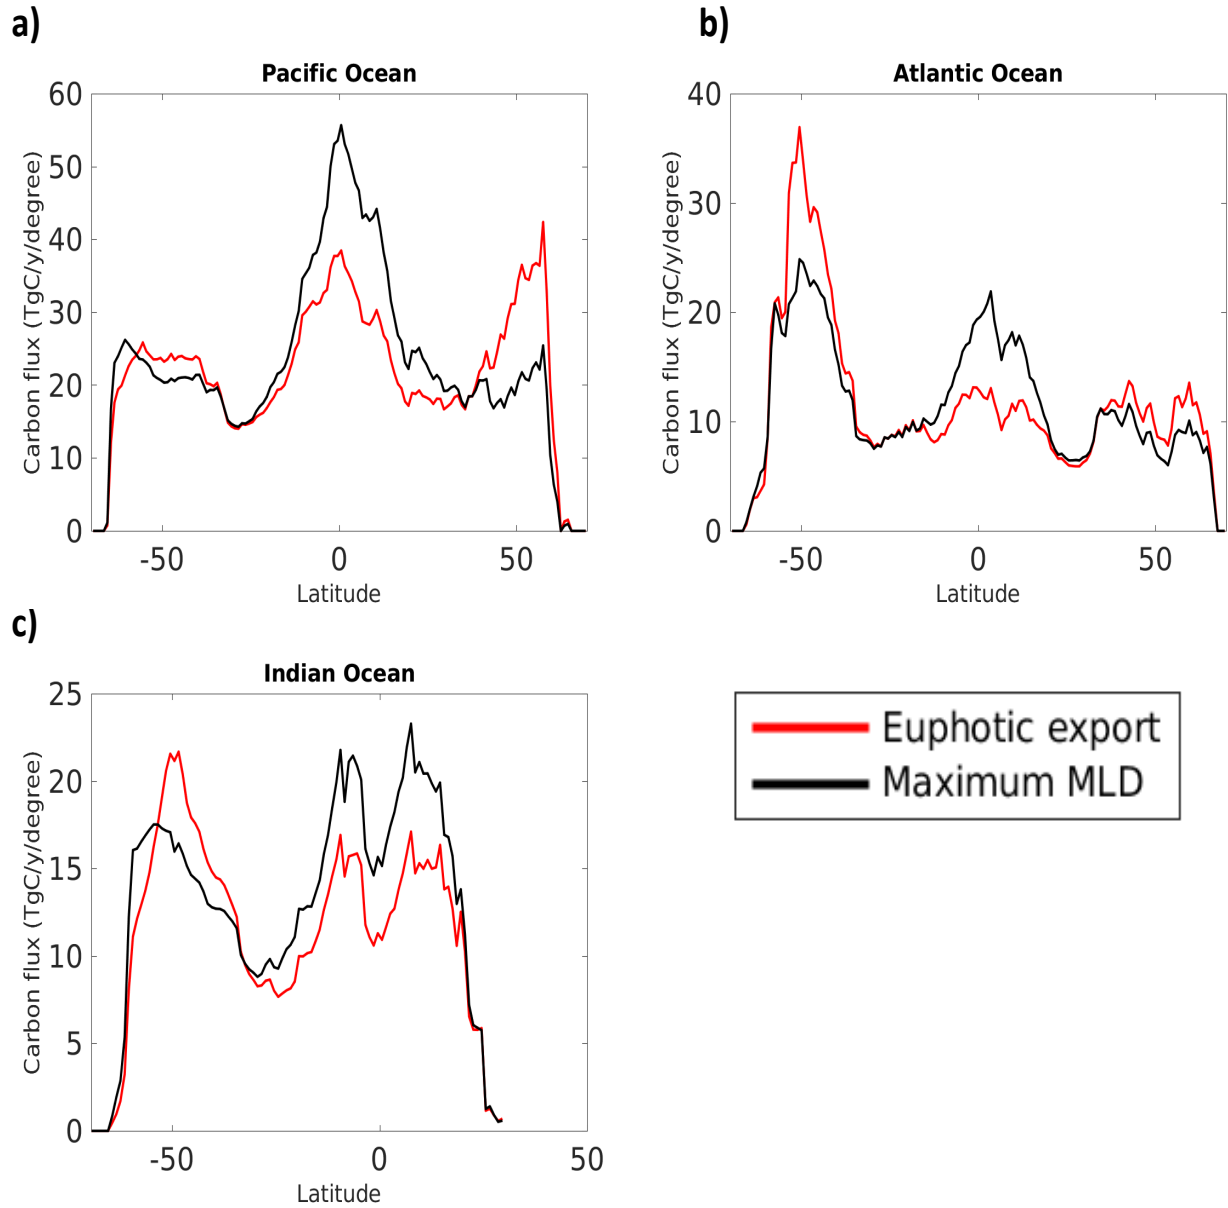 a)
Pacific Ocean
60
50
40
30
20
10
0
Carbon flux (TgC/y/degree)
-50
0
50
Latitude
b)
Atlantic Ocean
40
30
20
10
0
Carbon flux (TgC/y/degree)
-50
0
50
Latitude
c)
Indian Ocean
25
20
15
10
5
0
Carbon flux (TgC/y/degree)
-50
0
50
Latitude
Euphotic export
Maximum MLD